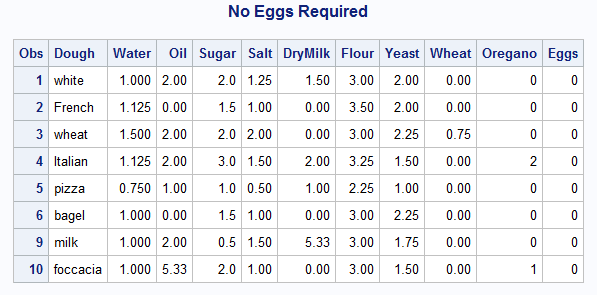 No Eggs Required
Obs Dough Water Oil Sugar Salt DryMilk Flour Yeast Wheat Oregano Eggs
1 white 1.000 2.00 2.0 1.25 1.50 3.00 2.00 0.00 0 0
2 French 1.125 0.00 1.5 1.00 0.00 3.50 2.00 0.00 0 0
3 wheat 1.500 2.00 2.0 2.00 0.00 3.00 2.25 0.75 0 0
4 Italian 1.125 2.00 3.0 1.50 2.00 3.25 1.50 0.00 2 0
5 pizza 0.750 1.00 1.0 0.50 1.00 2.25 1.00 0.00 0 0
6 bagel 1.000 0.00 1.5 1.00 0.00 3.00 2.25 0.00 0 0
9 milk 1.000 2.00 0.5 1.50 5.33 3.00 1.75 0.00 0 0
10 foccacia 1.000 5.33 2.0 1.00 0.00 3.00 1.50 0.00 1 0